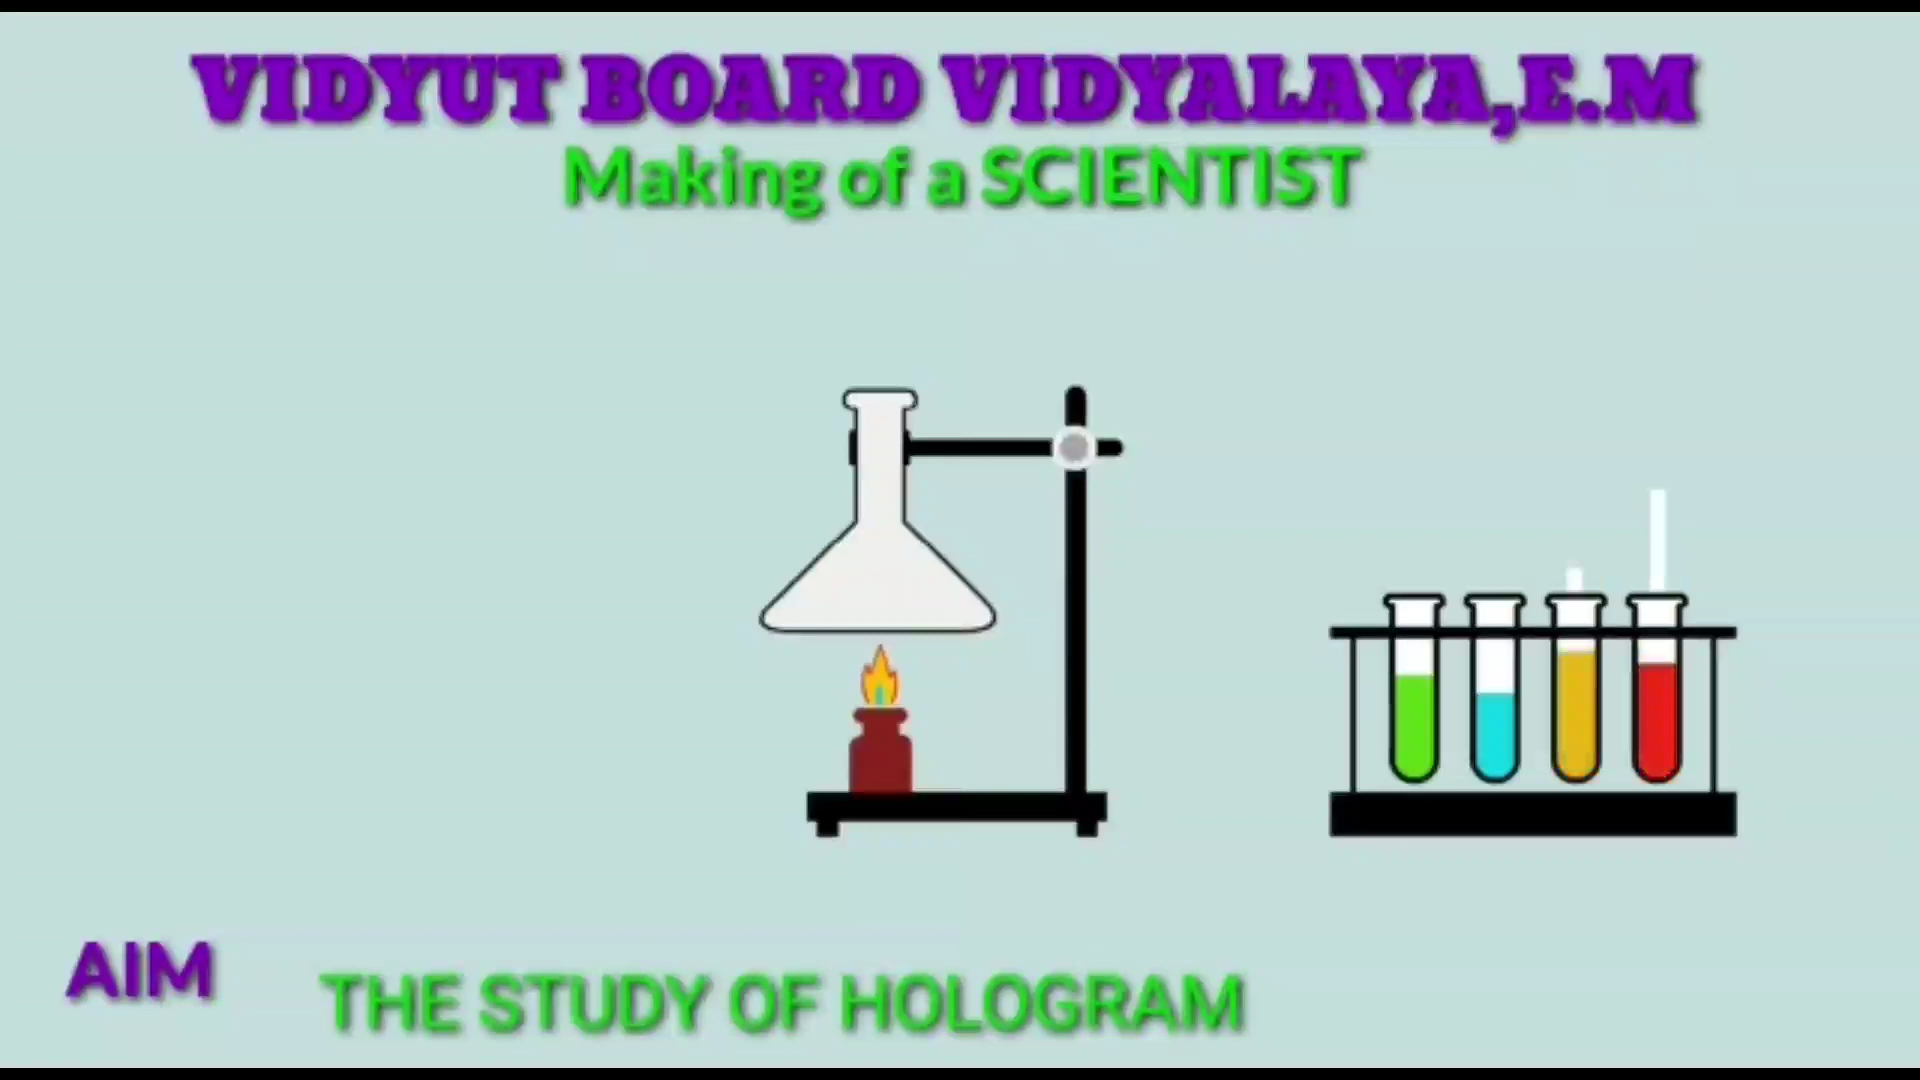 VIDYUT BOARD VIDYALAYA,E.M
Making of a SCIENTIST
AIM
THE STUDY OF HOLOGRAM